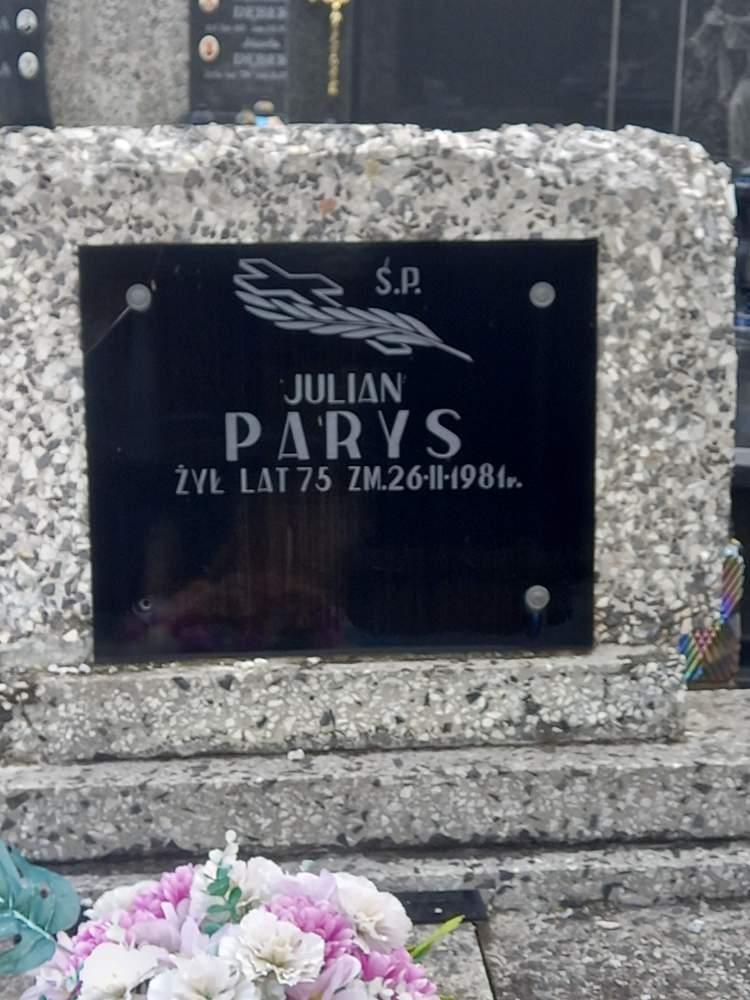 Ś.P.
JULIAN
PARYS
ŻYŁ LAT 75 ZM.26·II·1981r.